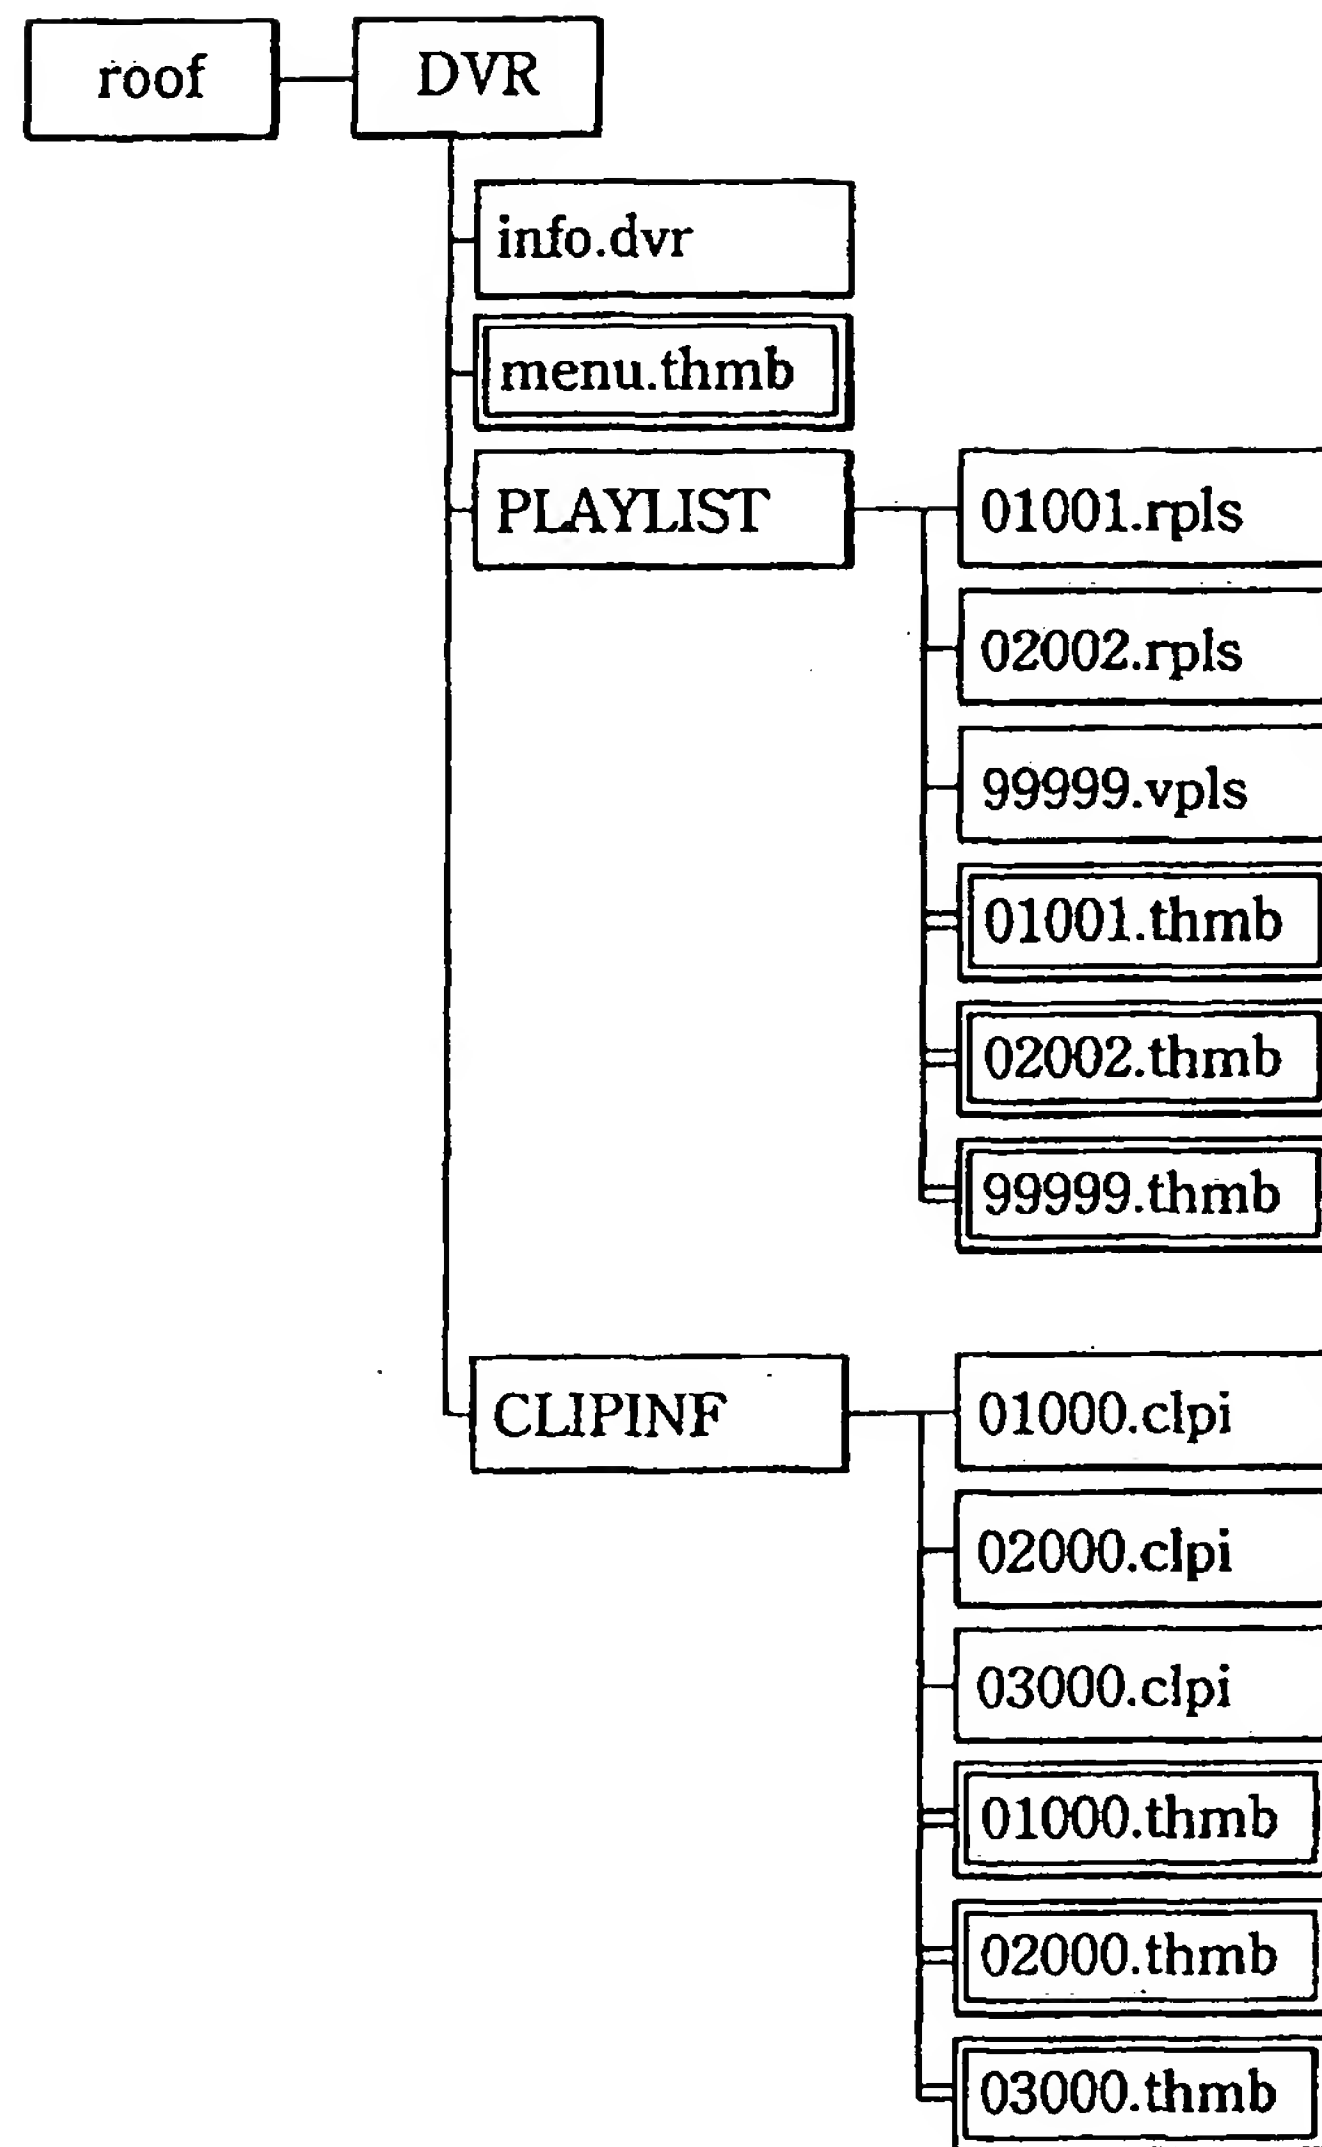 roof
DVR
info.dvr
menu.thmb
PLAYLIST
01001.rpls
02002.rpls
99999.vpls
01001.thmb
02002.thmb
99999.thmb
CLIPINF
01000.clpi
02000.clpi
03000.clpi
01000.thmb
02000.thmb
03000.thmb